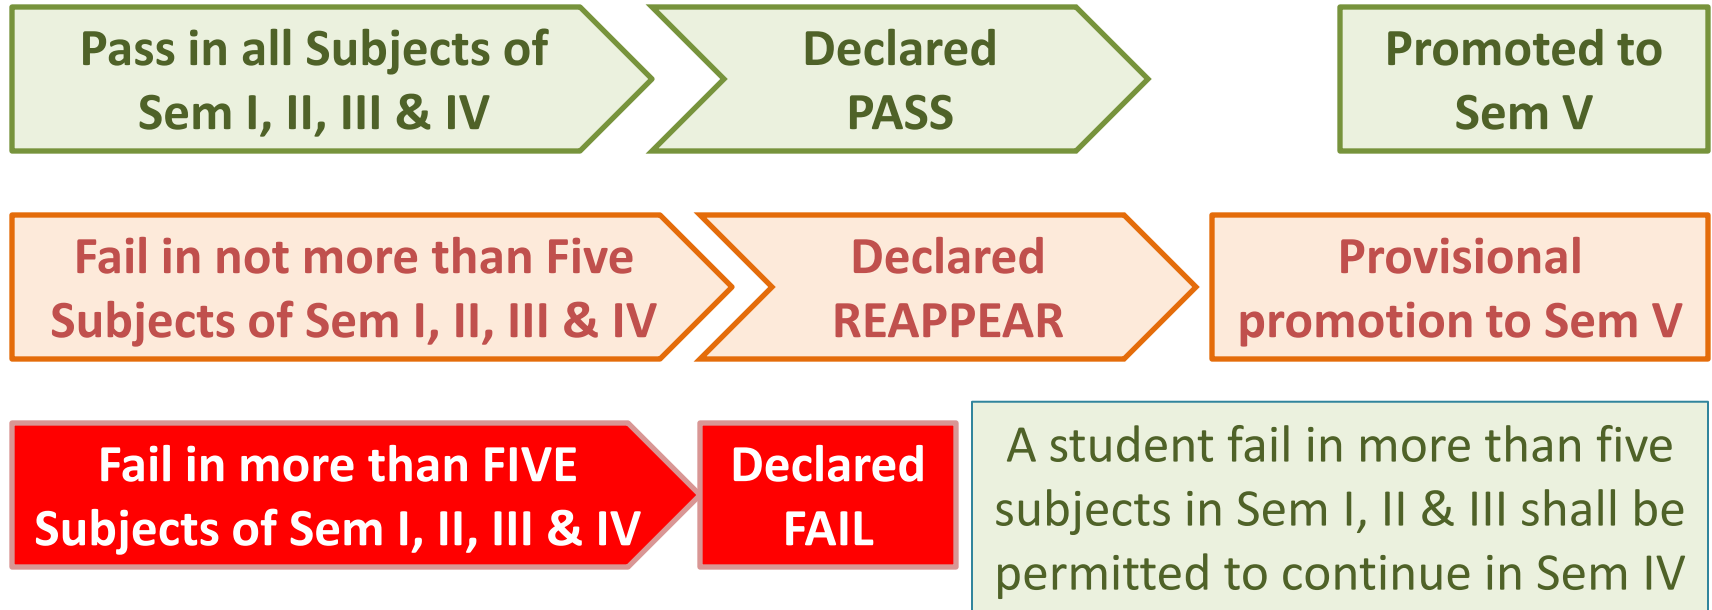 Pass in all Subjects of
Sem I, II, III & IV
Declared
PASS
Promoted to
Sem V
Fail in not more than Five
Subjects of Sem I, II, III & IV
Declared
REAPPEAR
Provisional
promotion to Sem V
Fail in more than FIVE
Subjects of Sem I, II, III & IV
Declared
FAIL
A student fail in more than five
subjects in Sem I, II & III shall be
permitted to continue in Sem IV